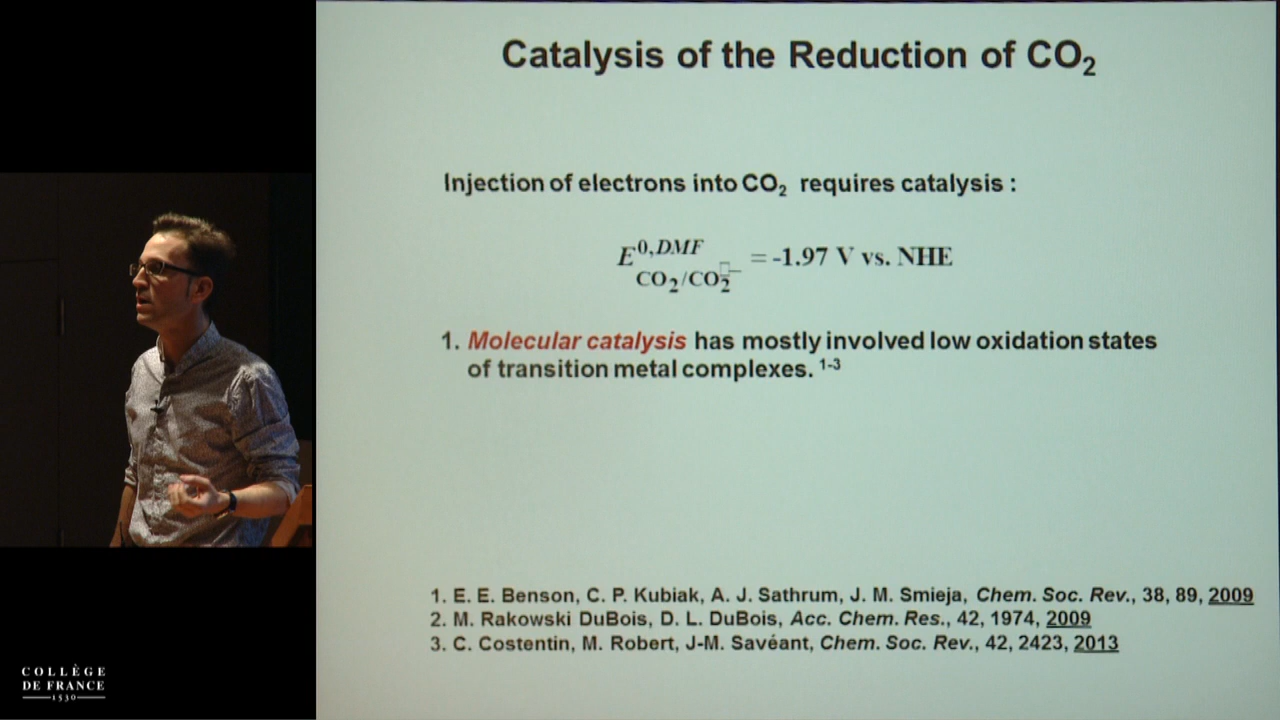 Catalysis of the Reduction of CO₂
Injection of electrons into CO₂ requires catalysis :
E^0,DMF CO₂/CO₂^□− = -1.97 V vs. NHE
1. Molecular catalysis has mostly involved low oxidation states
of transition metal complexes. ¹⁻³
1. E. E. Benson, C. P. Kubiak, A. J. Sathrum, J. M. Smieja, Chem. Soc. Rev., 38, 89, 2009
2. M. Rakowski DuBois, D. L. DuBois, Acc. Chem. Res., 42, 1974, 2009
3. C. Costentin, M. Robert, J-M. Savéant, Chem. Soc. Rev., 42, 2423, 2013
COLLÈGE
DE FRANCE
1530